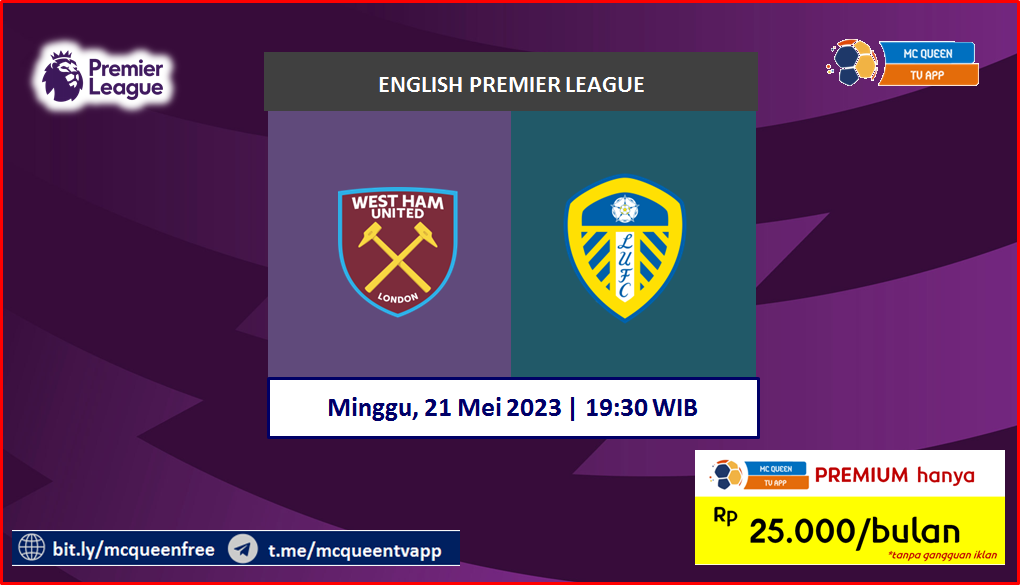 Premier
League
MC QUEEN
TV APP
ENGLISH PREMIER LEAGUE
WEST HAM
UNITED
LONDON
L
U
F
C
Minggu, 21 Mei 2023 | 19:30 WIB
MC QUEEN
TV APP
PREMIUM hanya
Rp 25.000/bulan
*tanpa gangguan iklan
bit.ly/mcqueenfree
t.me/mcqueentvapp